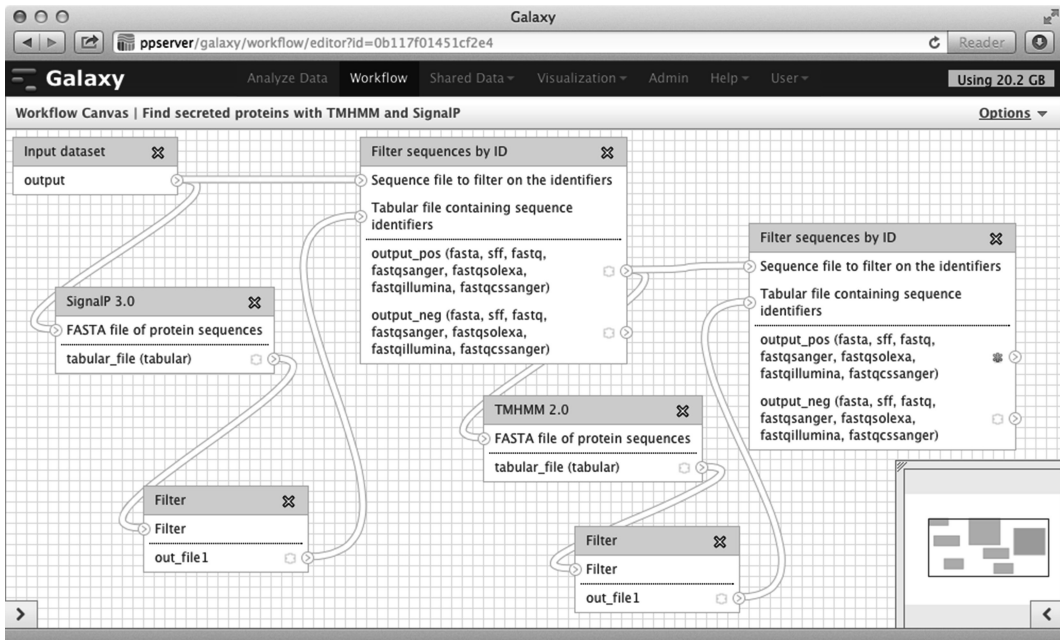 Galaxy
ppserver/galaxy/workflow/editor?id=0b117f01451cf2e4
Reader
Galaxy
Analyze Data
Workflow
Shared Data
Visualization
Admin
Help
User
Using 20.2 GB
Workflow Canvas | Find secreted proteins with TMHMM and SignalP
Options
Input dataset
output
SignalP 3.0
FASTA file of protein sequences
tabular_file (tabular)
Filter
Filter
out_file1
Filter sequences by ID
Sequence file to filter on the identifiers
Tabular file containing sequence
identifiers
output_pos (fasta, sff, fastq,
fastqsanger, fastqsolexa,
fastqillumina, fastqcssanger)
output_neg (fasta, sff, fastq,
fastqsanger, fastqsolexa,
fastqillumina, fastqcssanger)
TMHMM 2.0
FASTA file of protein sequences
tabular_file (tabular)
Filter
Filter
out_file1
Filter sequences by ID
Sequence file to filter on the identifiers
Tabular file containing sequence
identifiers
output_pos (fasta, sff, fastq,
fastqsanger, fastqsolexa,
fastqillumina, fastqcssanger)
output_neg (fasta, sff, fastq,
fastqsanger, fastqsolexa,
fastqillumina, fastqcssanger)